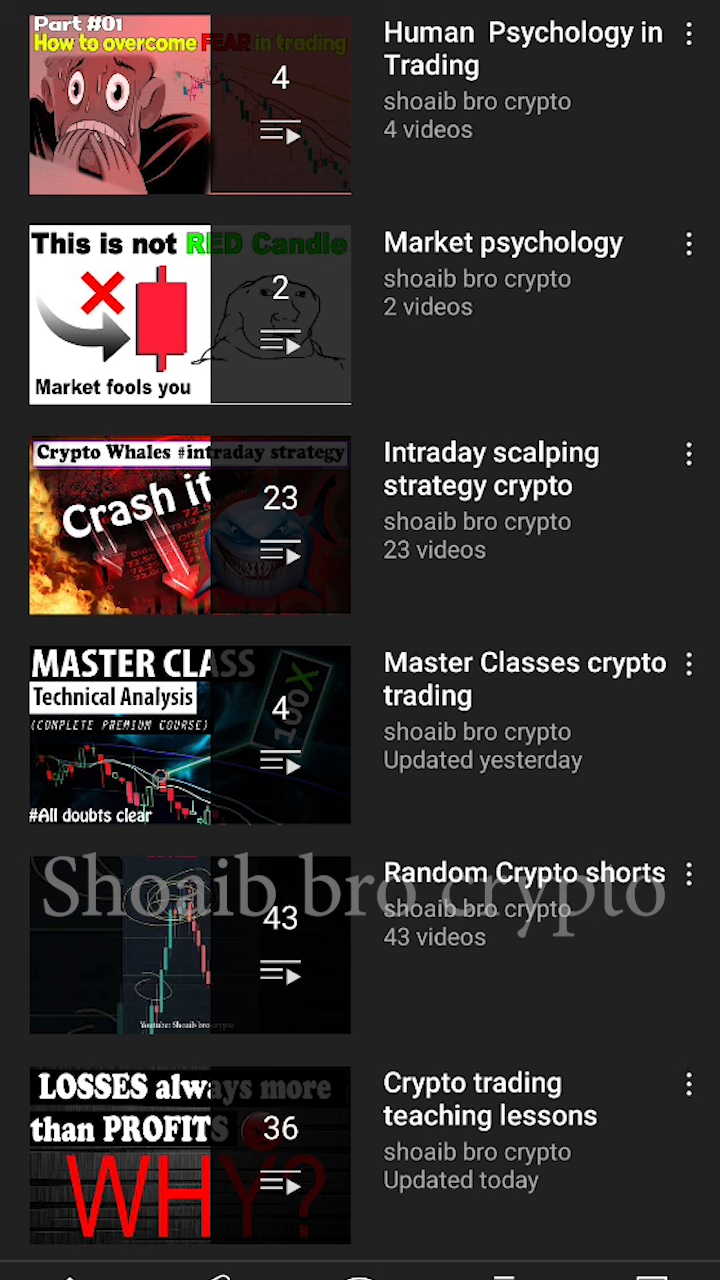 Part #01
How to overcome FEAR in trading
4
Human Psychology in
Trading
shoaib bro crypto
4 videos
This is not RED Candle
2
Market fools you
Market psychology
shoaib bro crypto
2 videos
Crypto Whales #intraday strategy
Crash it
23
Intraday scalping
strategy crypto
shoaib bro crypto
23 videos
MASTER CLASS
Technical Analysis
(COMPLETE PREMIUM COURSE)
100X
4
#All doubts clear
Master Classes crypto
trading
shoaib bro crypto
Updated yesterday
Shoaib bro crypto
43
Youtube: Shoaib bro crypto
Random Crypto shorts
shoaib bro crypto
43 videos
LOSSES always more
than PROFITS
36
WHY?
Crypto trading
teaching lessons
shoaib bro crypto
Updated today